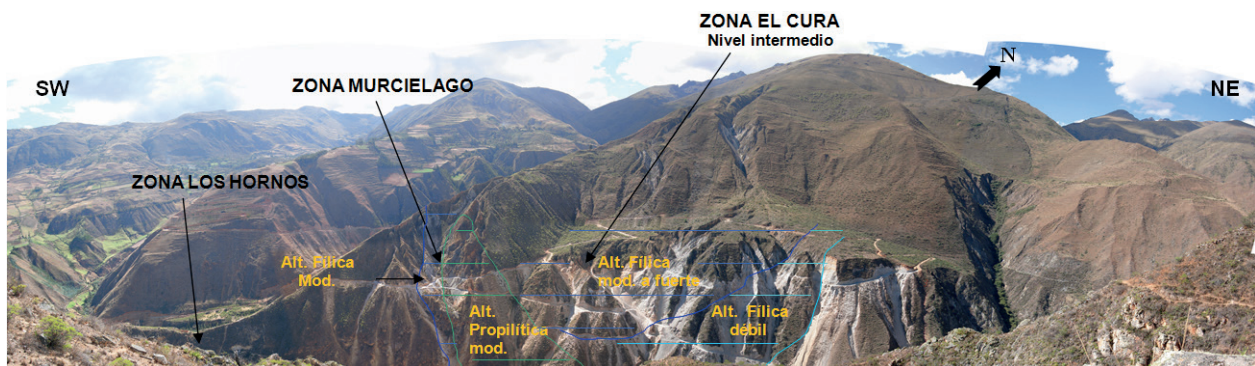 ZONA EL CURA
Nivel intermedio
N
SW
NE
ZONA MURCIELAGO
ZONA LOS HORNOS
Alt. Fílica
Mod.
Alt. Fílica
mod. a fuerte
Alt.
Propilítica
mod.
Alt. Fílica
débil